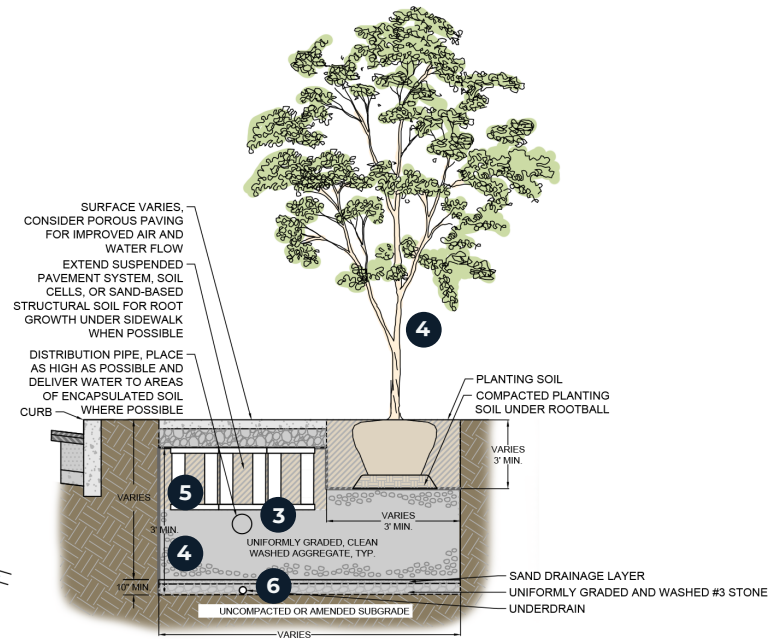 SURFACE VARIES,
CONSIDER POROUS PAVING
FOR IMPROVED AIR AND
WATER FLOW
EXTEND SUSPENDED
PAVEMENT SYSTEM, SOIL
CELLS, OR SAND-BASED
STRUCTURAL SOIL FOR ROOT
GROWTH UNDER SIDEWALK
WHEN POSSIBLE
DISTRIBUTION PIPE, PLACE
AS HIGH AS POSSIBLE AND
DELIVER WATER TO AREAS
OF ENCAPSULATED SOIL
WHERE POSSIBLE
CURB
4
PLANTING SOIL
COMPACTED PLANTING
SOIL UNDER ROOTBALL
VARIES
3' MIN.
VARIES
3' MIN.
VARIES
3' MIN.
5
3
4
UNIFORMLY GRADED, CLEAN
WASHED AGGREGATE, TYP.
10" MIN.
6
SAND DRAINAGE LAYER
UNIFORMLY GRADED AND WASHED #3 STONE
UNDERDRAIN
UNCOMPACTED OR AMENDED SUBGRADE
VARIES